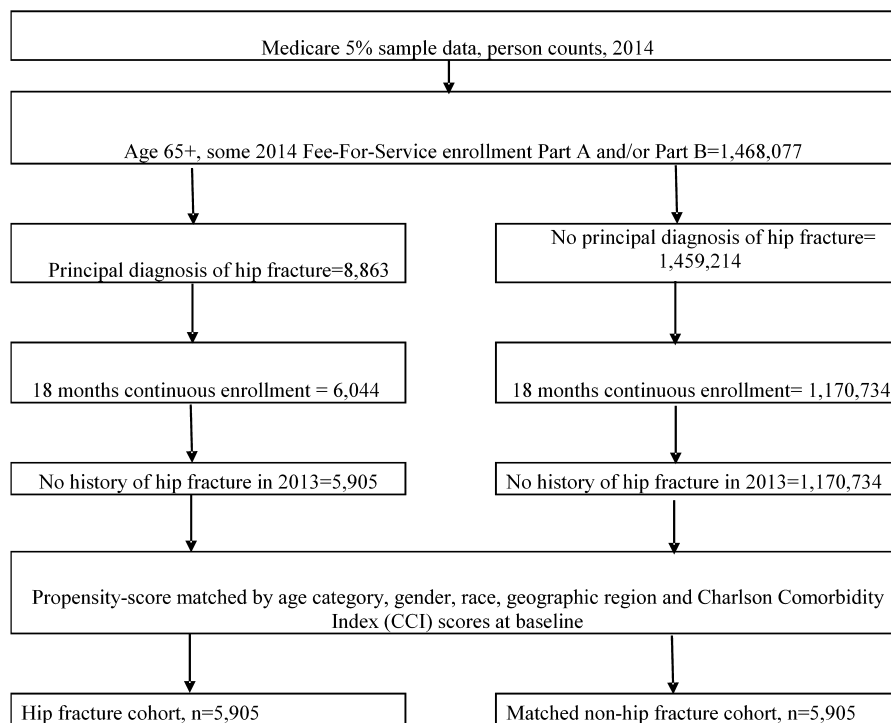 Medicare 5% sample data, person counts, 2014
Age 65+, some 2014 Fee-For-Service enrollment Part A and/or Part B=1,468,077
Principal diagnosis of hip fracture=8,863
No principal diagnosis of hip fracture=
1,459,214
18 months continuous enrollment = 6,044
18 months continuous enrollment= 1,170,734
No history of hip fracture in 2013=5,905
No history of hip fracture in 2013=1,170,734
Propensity-score matched by age category, gender, race, geographic region and Charlson Comorbidity
Index (CCI) scores at baseline
Hip fracture cohort, n=5,905
Matched non-hip fracture cohort, n=5,905